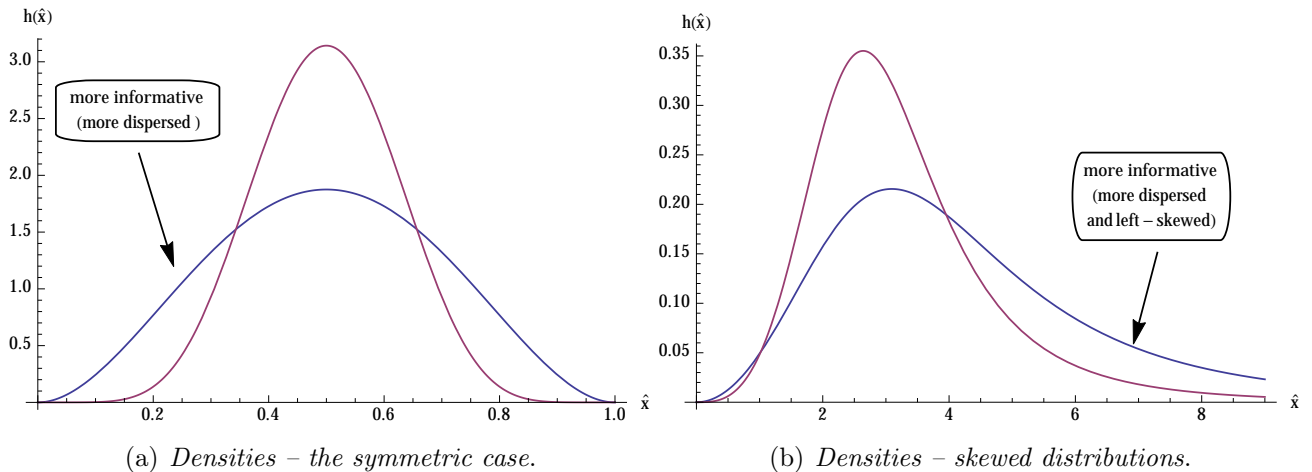 h(x̂)
3.0
2.5
2.0
1.5
1.0
0.5
0.2
0.4
0.6
0.8
1.0
x̂
more informative
(more dispersed )
(a) Densities – the symmetric case.
h(x̂)
0.35
0.30
0.25
0.20
0.15
0.10
0.05
2
4
6
8
x̂
more informative
(more dispersed
and left – skewed)
(b) Densities – skewed distributions.